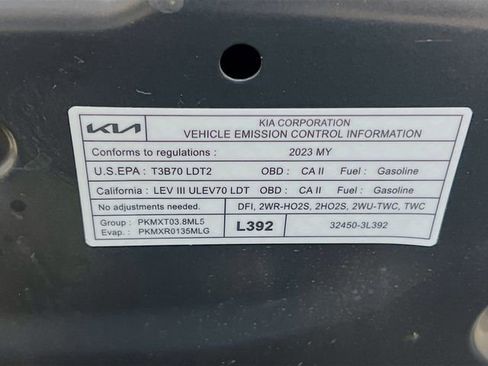 KIA
KIA CORPORATION
VEHICLE EMISSION CONTROL INFORMATION
Conforms to regulations : 2023 MY
U.S.EPA : T3B70 LDT2 OBD : CA II Fuel : Gasoline
California : LEV III ULEV70 LDT OBD : CA II Fuel : Gasoline
No adjustments needed. DFI, 2WR-HO2S, 2HO2S, 2WU-TWC, TWC
Group : PKMXT03.8ML5
Evap. : PKMXR0135MLG
L392
32450-3L392